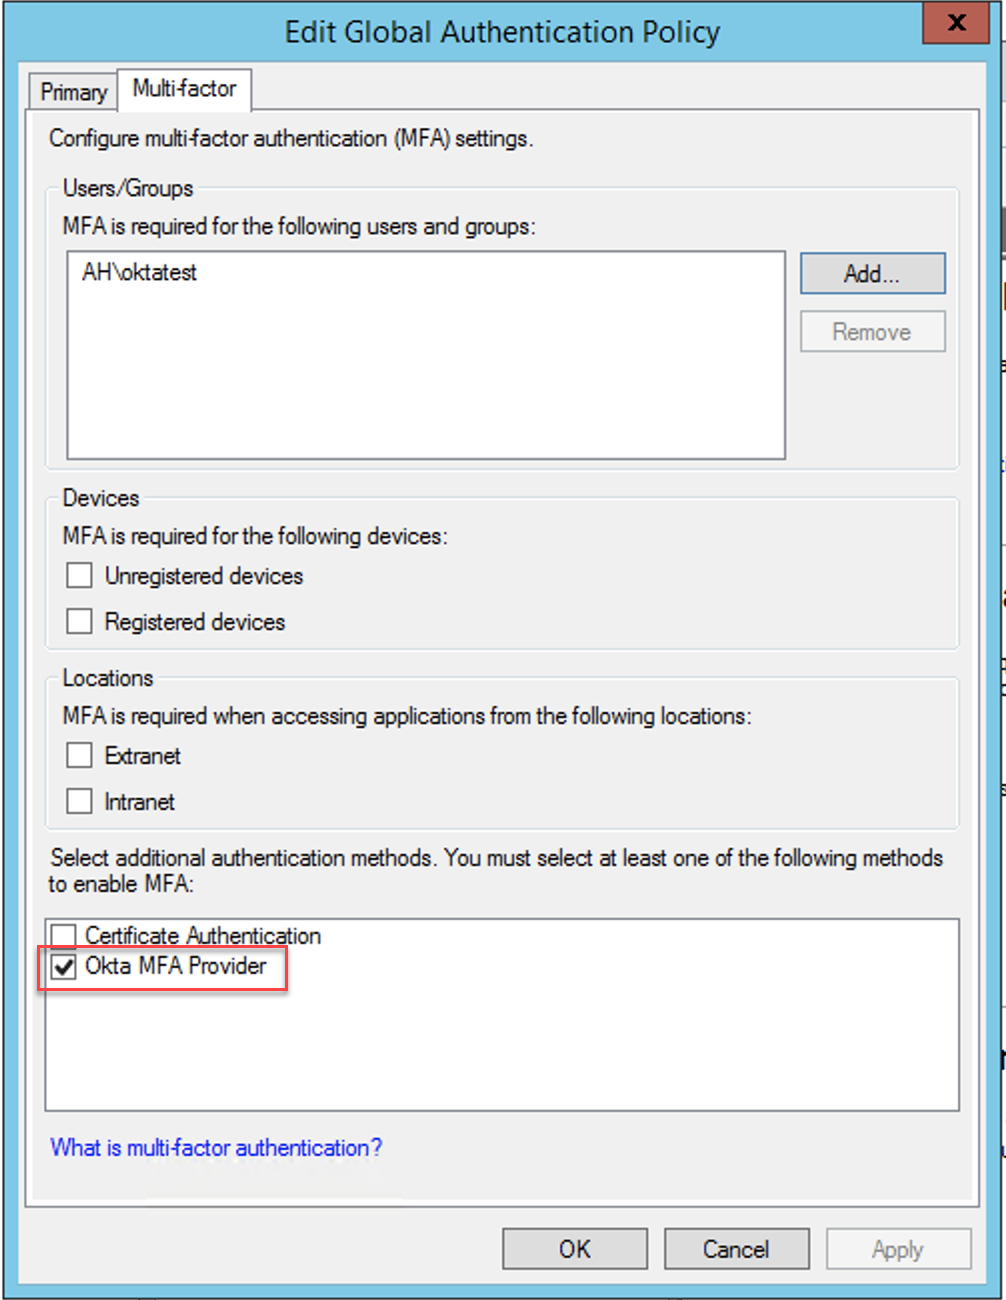 Edit Global Authentication Policy
x
Primary
Multi-factor
Configure multi-factor authentication (MFA) settings.
Users/Groups
MFA is required for the following users and groups:
AH\oktatest
Add...
Remove
Devices
MFA is required for the following devices:
Unregistered devices
Registered devices
Locations
MFA is required when accessing applications from the following locations:
Extranet
Intranet
Select additional authentication methods. You must select at least one of the following methods
to enable MFA:
Certificate Authentication
Okta MFA Provider
What is multi-factor authentication?
OK
Cancel
Apply